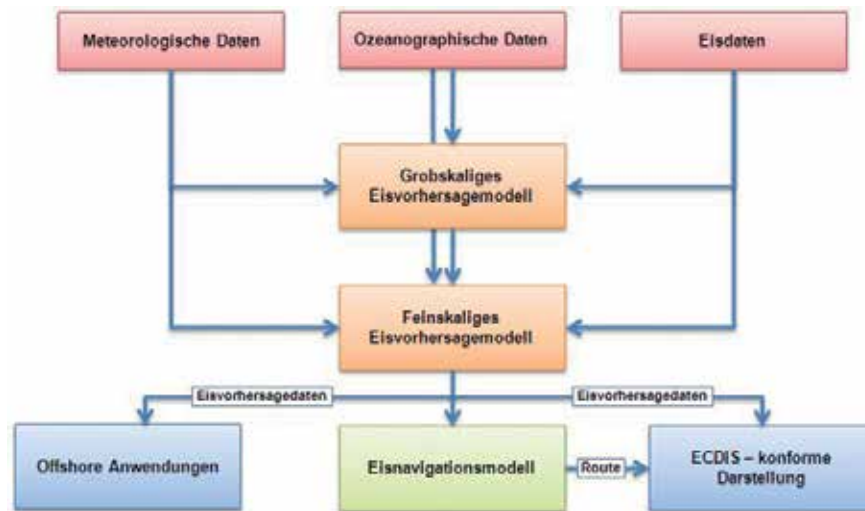 Meteorologische Daten
Ozeanographische Daten
Eisdaten
Grobskaliges
Eisvorhersagemodell
Feinskaliges
Eisvorhersagemodell
Eisvorhersagedaten
Eisvorhersagedaten
Offshore Anwendungen
Eisnavigationsmodell
Route
ECDIS – konforme
Darstellung